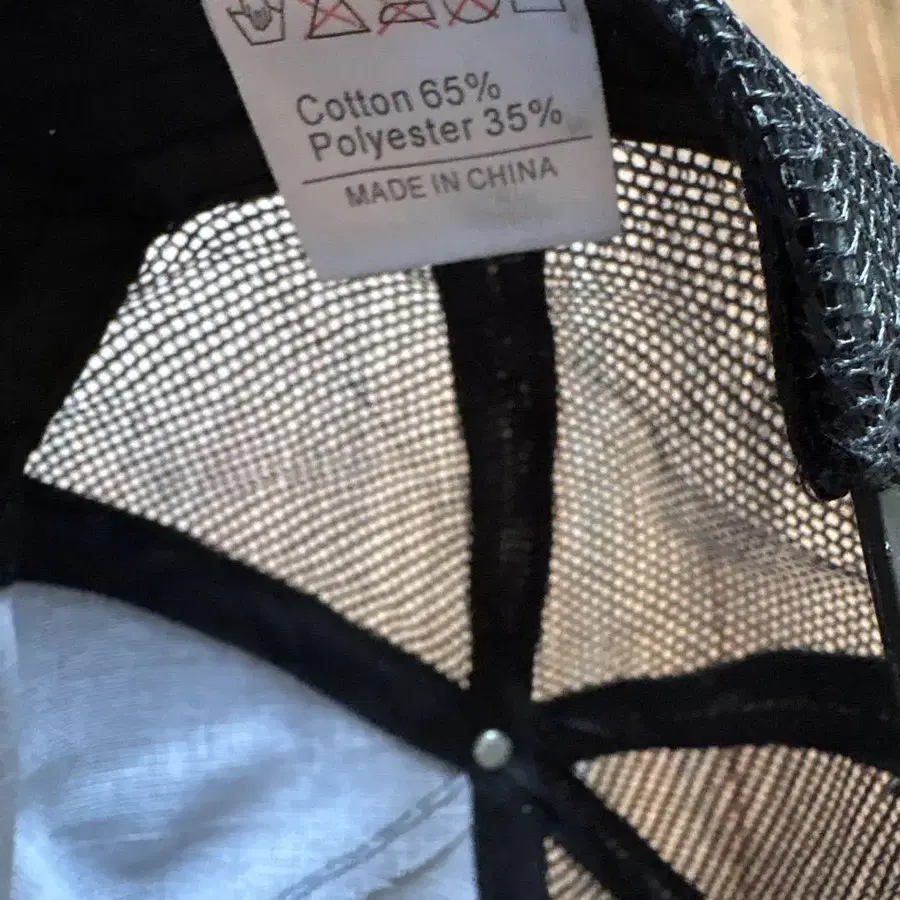 Cotton 65%
Polyester 35%
MADE IN CHINA